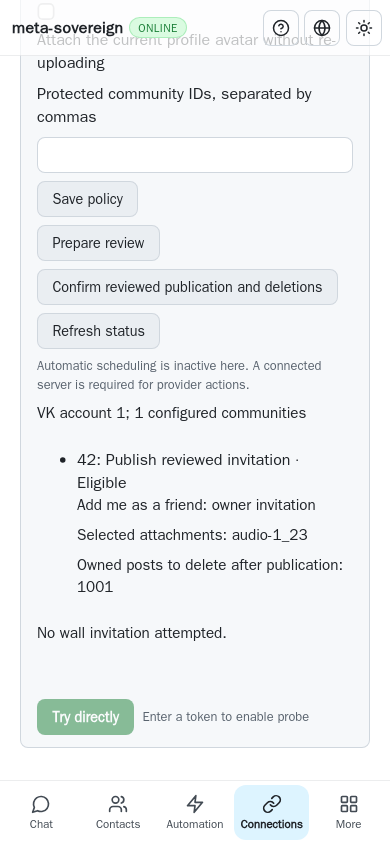 meta-sovereign ONLINE
Attach the current profile avatar without re-
uploading
Protected community IDs, separated by
commas
Save policy
Prepare review
Confirm reviewed publication and deletions
Refresh status
Automatic scheduling is inactive here. A connected
server is required for provider actions.
VK account 1; 1 configured communities
• 42: Publish reviewed invitation ·
Eligible
Add me as a friend: owner invitation
Selected attachments: audio-1_23
Owned posts to delete after publication:
1001
No wall invitation attempted.
Try directly Enter a token to enable probe
Chat Contacts Automation Connections More